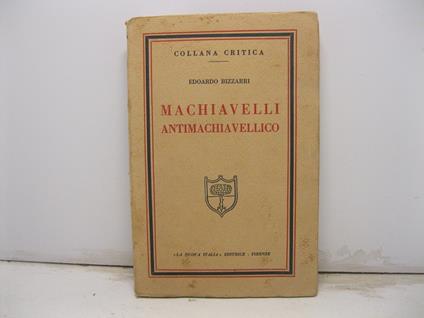 COLLANA CRITICA
EDOARDO BIZZARRI
MACHIAVELLI
ANTIMACHIAVELLICO
«LA NUOVA ITALIA» EDITRICE - FIRENZE